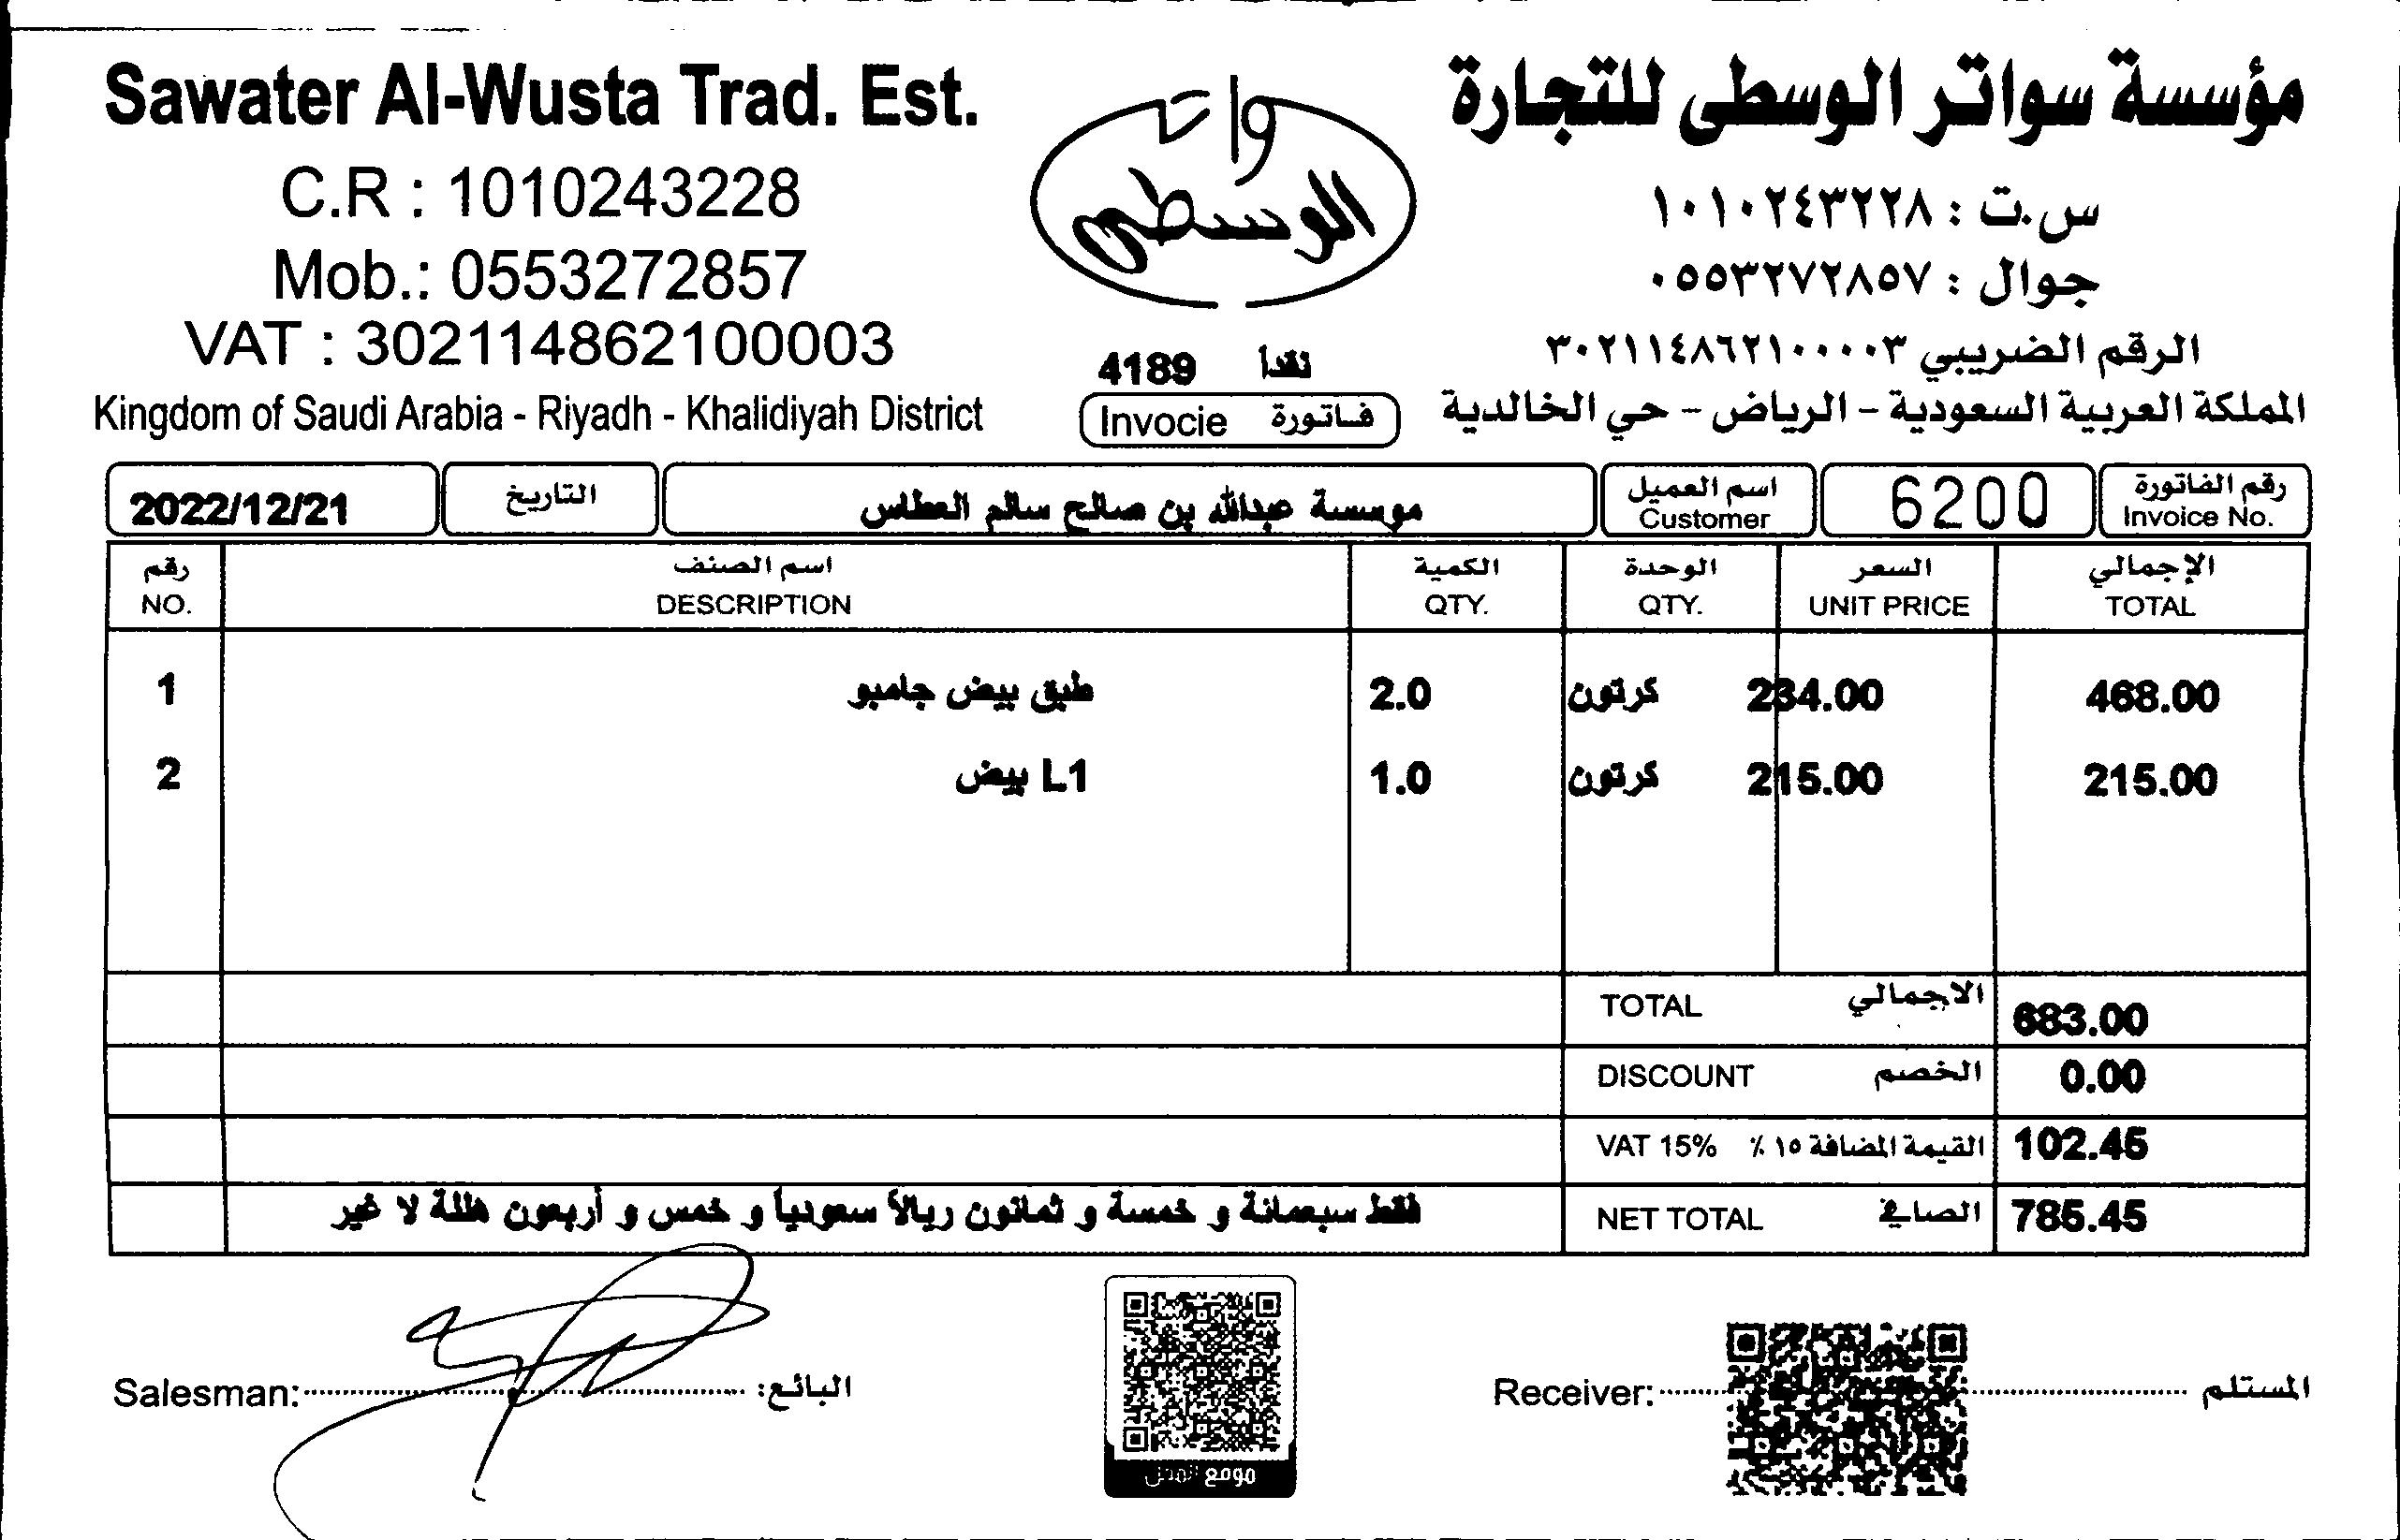 Sawater Al-Wusta Trad. Est.
C.R : 1010243228
Mob.: 0553272857
VAT : 302114862100003
Kingdom of Saudi Arabia - Riyadh - Khalidiyah District
الوسطى
4189 نقدا
Invocie فاتورة
مؤسسة سواتر الوسطى للتجارة
س.ت : ١٠١٠٢٤٣٢٢٨
جوال : ٠٥٥٣٢٧٢٨٥٧
الرقم الضريبي ٣٠٢١١٤٨٦٢١٠٠٠٠٣
المملكة العربية السعودية - الرياض - حي الخالدية
2022/12/21 التاريخ
موسسة عبدالله بن صالح سالم العطاس
اسم العميل
Customer
6200
رقم الفاتورة
Invoice No.
رقم اسم الصنف الكمية الوحدة السعر الإجمالي
NO. DESCRIPTION QTY. QTY. UNIT PRICE TOTAL
1 طبق بيض جامبو 2.0 كرتون 234.00 468.00
2 بيض L1 1.0 كرتون 215.00 215.00
TOTAL الاجمالي 683.00
DISCOUNT الخصم 0.00
VAT 15% القيمة المضافة ١٥ ٪ 102.45
فقط سبعمائة و خمسة و ثمانون ريالاً سعودياً و خمس و أربعون هللة لا غير NET TOTAL الصافي 785.45
Salesman: البائع:
موقع المحل
Receiver: المستلم